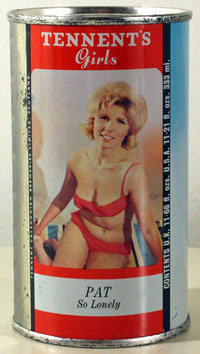 TENNENT'S
Girls
PAT
So Lonely
CONTENTS U.K. 11·66 fl. ozs. U.S.A. 11·21 fl. ozs. 333 ml.